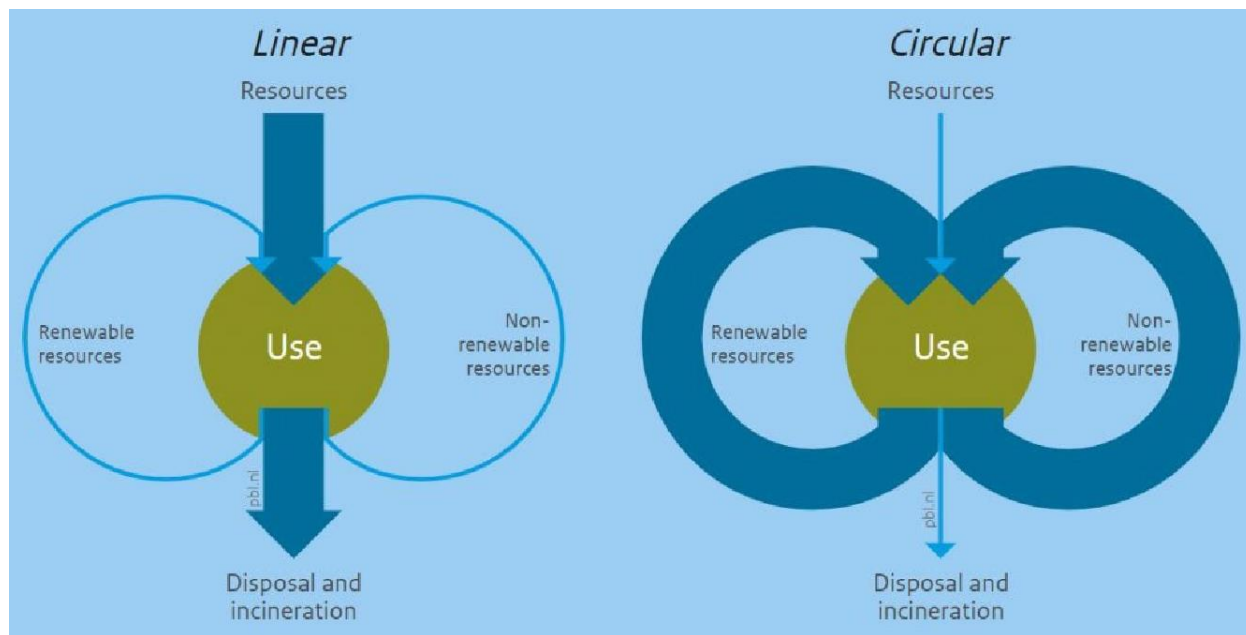 Linear
Resources
Renewable
resources
Use
Non-
renewable
resources
pbl.nl
Disposal and
incineration
Circular
Resources
Renewable
resources
Use
Non-
renewable
resources
pbl.nl
Disposal and
incineration